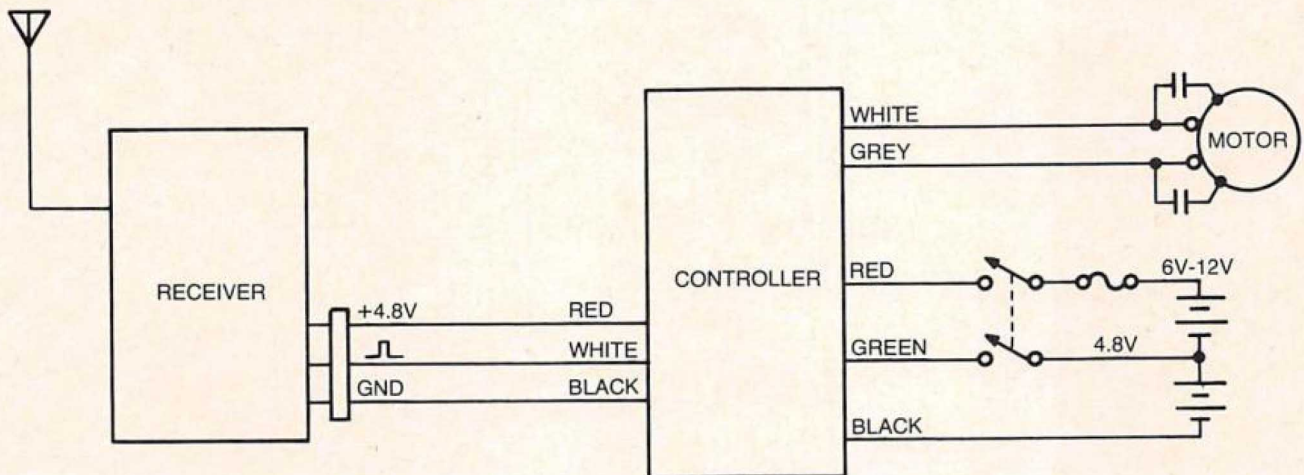 WHITE
GREY
MOTOR
RECEIVER
CONTROLLER
RED
6V-12V
+4.8V
RED
WHITE
GREEN
4.8V
GND
BLACK
BLACK